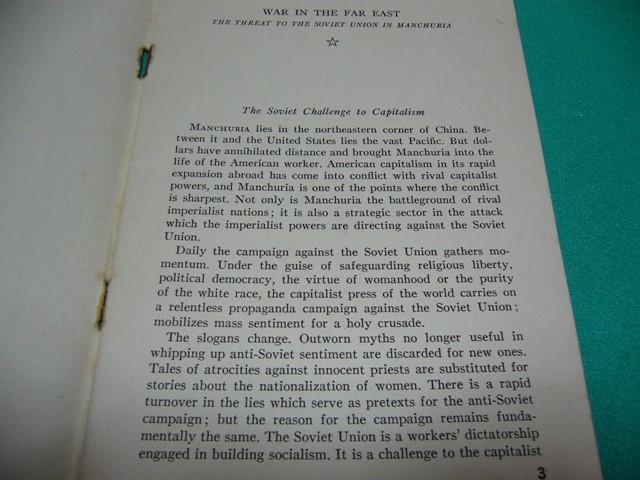 WAR IN THE FAR EAST
THE THREAT TO THE SOVIET UNION IN MANCHURIA
The Soviet Challenge to Capitalism
MANCHURIA lies in the northeastern corner of China. Be-
tween it and the United States lies the vast Pacific. But dol-
lars have annihilated distance and brought Manchuria into the
life of the American worker. American capitalism in its rapid
expansion abroad has come into conflict with rival capitalist
powers, and Manchuria is one of the points where the conflict
is sharpest. Not only is Manchuria the battleground of rival
imperialist nations; it is also a strategic sector in the attack
which the imperialist powers are directing against the Soviet
Union.
Daily the campaign against the Soviet Union gathers mo-
mentum. Under the guise of safeguarding religious liberty,
political democracy, the virtue of womanhood or the purity
of the white race, the capitalist press of the world carries on
a relentless propaganda campaign against the Soviet Union;
mobilizes mass sentiment for a holy crusade.
The slogans change. Outworn myths no longer useful in
whipping up anti-Soviet sentiment are discarded for new ones.
Tales of atrocities against innocent priests are substituted for
stories about the nationalization of women. There is a rapid
turnover in the lies which serve as pretexts for the anti-Soviet
campaign; but the reason for the campaign remains funda-
mentally the same. The Soviet Union is a workers' dictatorship
engaged in building socialism. It is a challenge to the capitalist
3